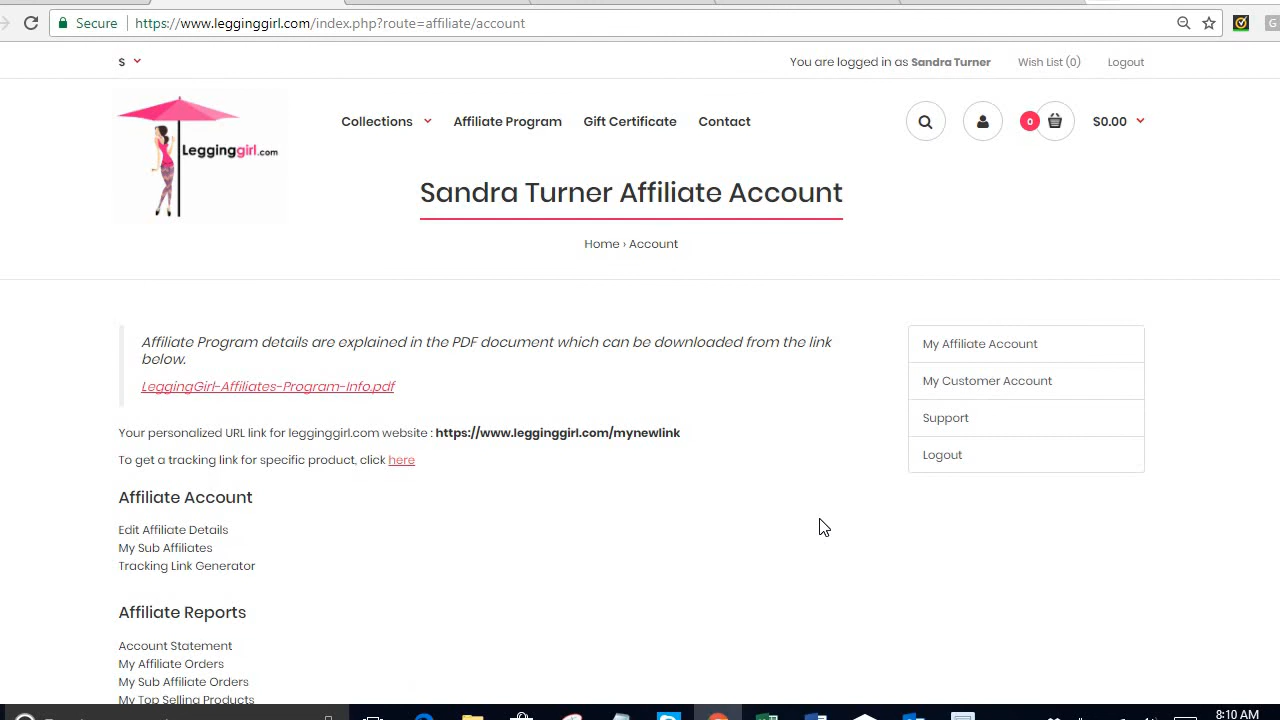 Secure https://www.legginggirl.com/index.php?route=affiliate/account
$ You are logged in as Sandra Turner Wish List (0) Logout
Legginggirl.com
Collections Affiliate Program Gift Certificate Contact 0 $0.00
Sandra Turner Affiliate Account
Home › Account
Affiliate Program details are explained in the PDF document which can be downloaded from the link
below.
LeggingGirl-Affiliates-Program-Info.pdf
Your personalized URL link for legginggirl.com website : https://www.legginggirl.com/mynewlink
To get a tracking link for specific product, click here
Affiliate Account
Edit Affiliate Details
My Sub Affiliates
Tracking Link Generator
Affiliate Reports
Account Statement
My Affiliate Orders
My Sub Affiliate Orders
My Top Selling Products
My Affiliate Account
My Customer Account
Support
Logout
8:10 AM